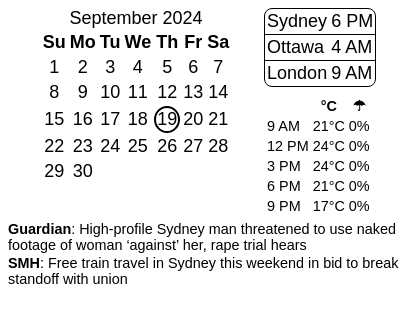 September 2024
Su Mo Tu We Th Fr Sa
1 2 3 4 5 6 7
8 9 10 11 12 13 14
15 16 17 18 19 20 21
22 23 24 25 26 27 28
29 30
Sydney 6 PM
Ottawa 4 AM
London 9 AM
°C ☂
9 AM 21°C 0%
12 PM 24°C 0%
3 PM 24°C 0%
6 PM 21°C 0%
9 PM 17°C 0%
Guardian: High-profile Sydney man threatened to use naked
footage of woman ‘against’ her, rape trial hears
SMH: Free train travel in Sydney this weekend in bid to break
standoff with union